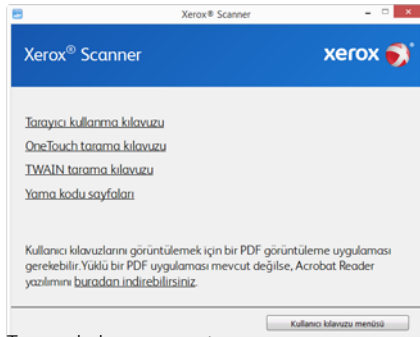 Xerox® Scanner
Xerox® Scanner
xerox
Tarayıcı kullanma kılavuzu
OneTouch tarama kılavuzu
TWAIN tarama kılavuzu
Yama kodu sayfaları
Kullanıcı kılavuzlarını görüntülemek için bir PDF görüntüleme uygulaması
gerekebilir.Yüklü bir PDF uygulaması mevcut değilse, Acrobat Reader
yazılımını buradan indirebilirsiniz.
Kullanıcı kılavuzu menüsü